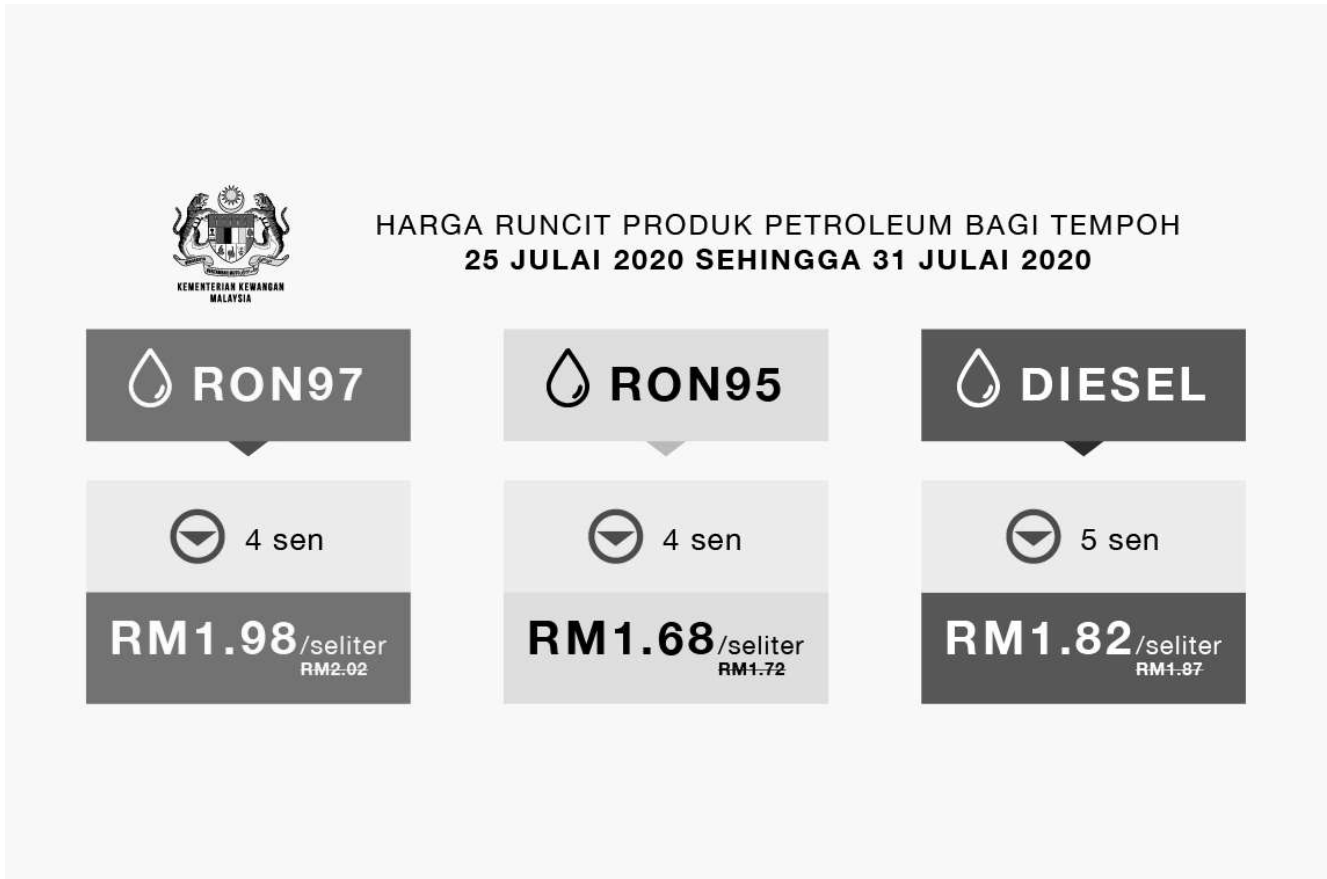 HARGA RUNCIT PRODUK PETROLEUM BAGI TEMPOH
25 JULAI 2020 SEHINGGA 31 JULAI 2020
KEMENTERIAN KEWANGAN
MALAYSIA
RON97
4 sen
RM1.98/seliter
RM2.02
RON95
4 sen
RM1.68/seliter
RM1.72
DIESEL
5 sen
RM1.82/seliter
RM1.87